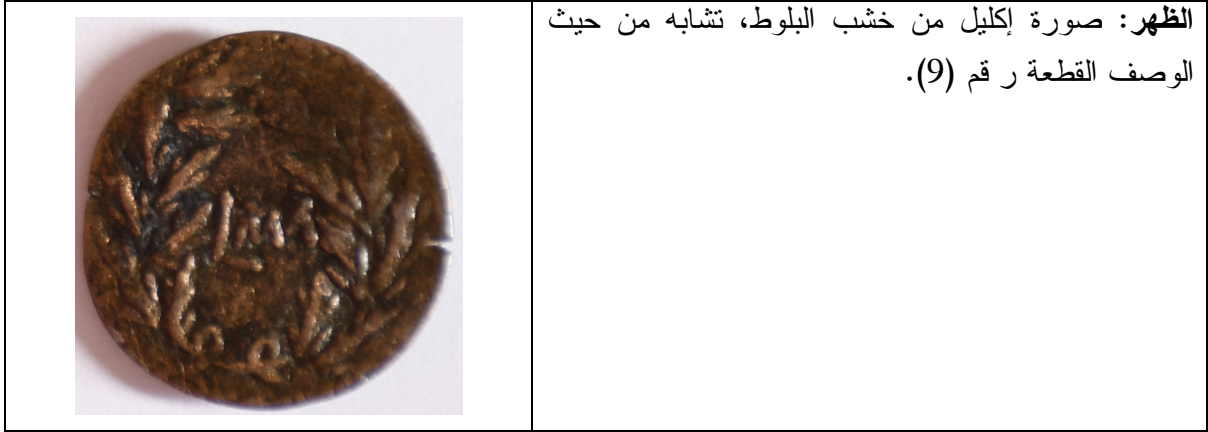 الظهر: صورة إكليل من خشب البلوط، تشابه من حيث
الوصف القطعة ر قم (9).